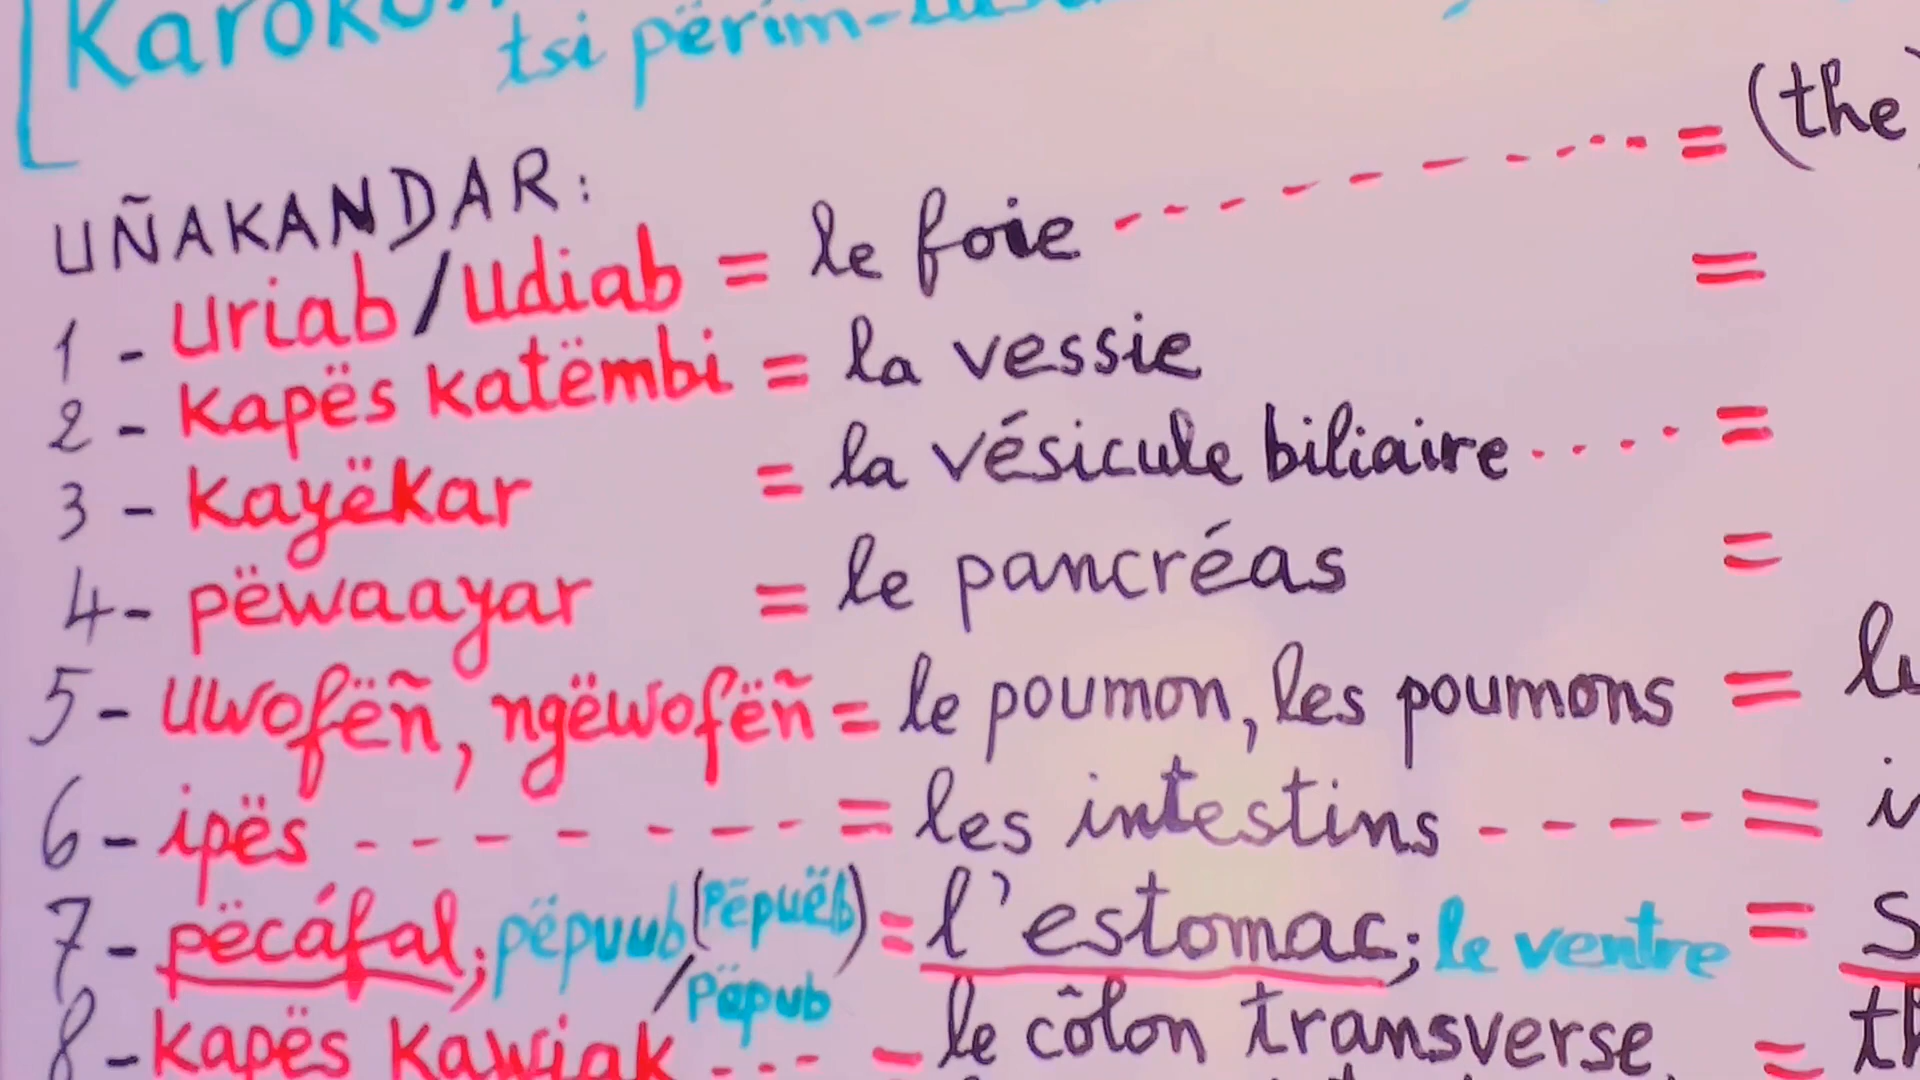 tsi përim-
UÑAKANDAR:
1 - uriab / udiab = le foie - - - - - - - - - = (the)
2 - kapës katëmbi = la vessie =
3 - kayëkar = la vésicule biliaire . . . . =
4 - pëwaayar = le pancréas =
5 - uwofëñ, ngëwofëñ = le poumon, les poumons =
6 - ipës - - - - - - - = les intestins - - - - =
7 - pëcáfal; pëpuub (Pëpuëb) / Pëpub = l'estomac; le ventre =
8 - kapës kawiak - - - - le côlon transverse =